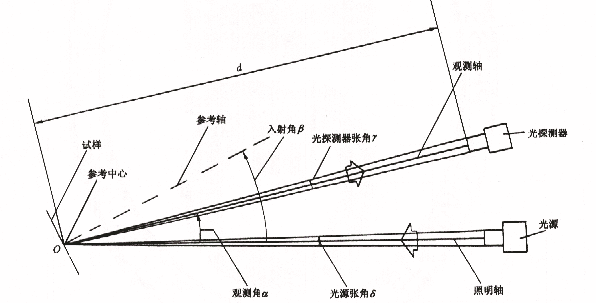 d
观测轴
参考轴
入射角β
光探测器张角γ
光探测器
试样
参考中心
O
光源
观测角α
光源张角δ
照明轴